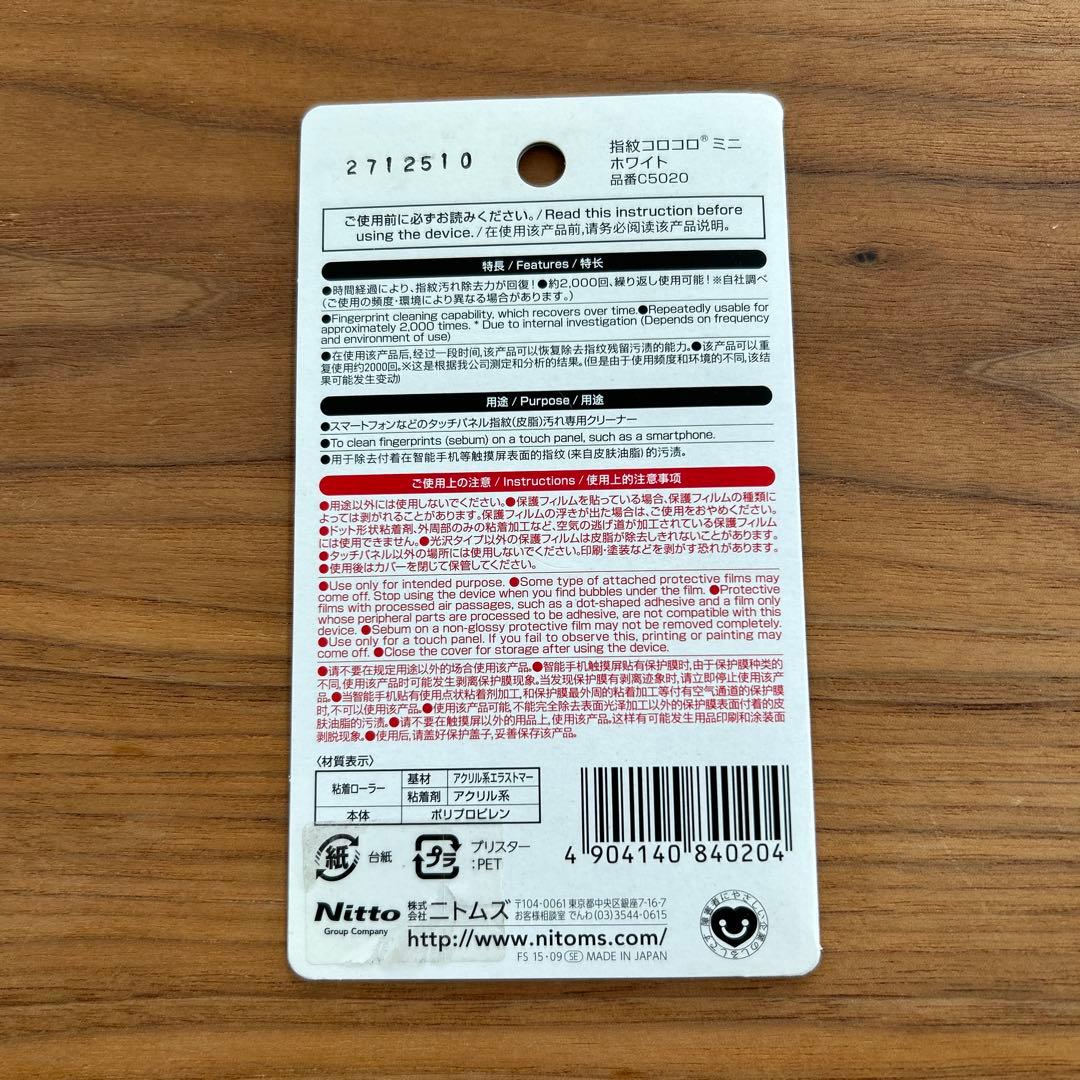 2712510
指紋コロコロ® ミニ
ホワイト
品番C5020
ご使用前に必ずお読みください。/Read this instruction before
using the device./在使用该产品前,请务必阅读该产品说明。
特長 / Features / 特长
●時間経過により、指紋汚れ除去力が回復!●約2,000回、繰り返し使用可能!※自社調べ
(ご使用の頻度・環境により異なる場合があります。)
●Fingerprint cleaning capability, which recovers over time.●Repeatedly usable for
approximately 2,000 times. * Due to internal investigation (Depends on frequency
and environment of use)
●在使用该产品后,经过一段时间,该产品可以恢复除去指纹残留污渍的能力。●该产品可以重
复使用约2000回。※这是根据我公司测定和分析的结果。(但是由于使用频度和环境的不同,该结
果可能发生变动)
用途 / Purpose / 用途
●スマートフォンなどのタッチパネル指紋(皮脂)汚れ専用クリーナー
●To clean fingerprints (sebum) on a touch panel, such as a smartphone.
●用于除去付着在智能手机等触摸屏表面的指纹(来自皮肤油脂)的污渍。
ご使用上の注意 / Instructions / 使用上的注意事项
●用途以外には使用しないでください。●保護フィルムを貼っている場合、保護フィルムの種類に
よっては剥がれることがあります。保護フィルムの浮きが出た場合は、ご使用をおやめください。
●ドット形状粘着剤、外周部のみの粘着加工など、空気の逃げ道が加工されている保護フィルム
には使用できません。●光沢タイプ以外の保護フィルムは皮脂が除去しきれないことがあります。
●タッチパネル以外の場所には使用しないでください。印刷・塗装などを剥がす恐れがあります。
●使用後はカバーを閉じて保管してください。
●Use only for intended purpose. ●Some type of attached protective films may
come off. Stop using the device when you find bubbles under the film. ●Protective
films with processed air passages, such as a dot-shaped adhesive and a film only
whose peripheral parts are processed to be adhesive, are not compatible with this
device. ●Sebum on a non-glossy protective film may not be removed completely.
●Use only for a touch panel. If you fail to observe this, printing or painting may
come off. ●Close the cover for storage after using the device.
●请不要在规定用途以外的场合使用该产品。●智能手机触摸屏贴有保护膜时,由于保护膜种类的
不同,使用该产品时可能发生剥离保护膜现象。当发现保护膜有剥离迹象时,请立即停止使用该产
品。●当智能手机贴有使用点状粘着剂加工,和保护膜最外周的粘着加工等付有空气通道的保护膜
时,不可以使用该产品。●使用该产品可能,不能完全除去表面光泽加工以外的保护膜表面付着的皮
肤油脂的污渍。●请不要在触摸屏以外的用品上,使用该产品。这样有可能发生用品印刷和涂装面
剥脱现象。●使用后,请盖好保护盖子,妥善保存该产品。
〈材質表示〉
粘着ローラー 基材 アクリル系エラストマー
粘着剤 アクリル系
本体 ポリプロピレン
紙 台紙 プラ ブリスター
:PET
4 904140 840204
Nitto 株式会社 ニトムズ 〒104-0061 東京都中央区銀座7-16-7
お客様相談室 でんわ(03)3544-0615
Group Company
http://www.nitoms.com/
FS 15・09 SE MADE IN JAPAN
障害者にやさしい企業のしるしです